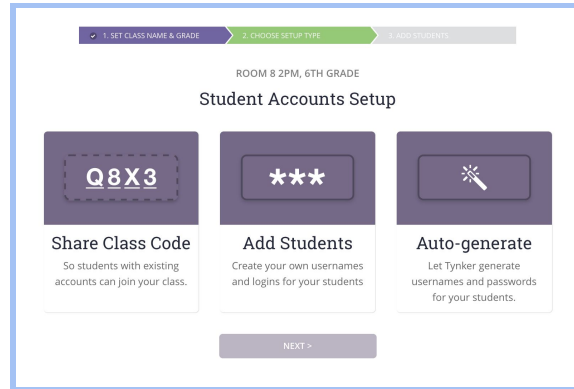 1. SET CLASS NAME & GRADE
2. CHOOSE SETUP TYPE
3. ADD STUDENTS
ROOM 8 2PM, 6TH GRADE
Student Accounts Setup
Q8X3
***
Share Class Code
So students with existing
accounts can join your class.
Add Students
Create your own usernames
and logins for your students
Auto-generate
Let Tynker generate
usernames and passwords
for your students.
NEXT >